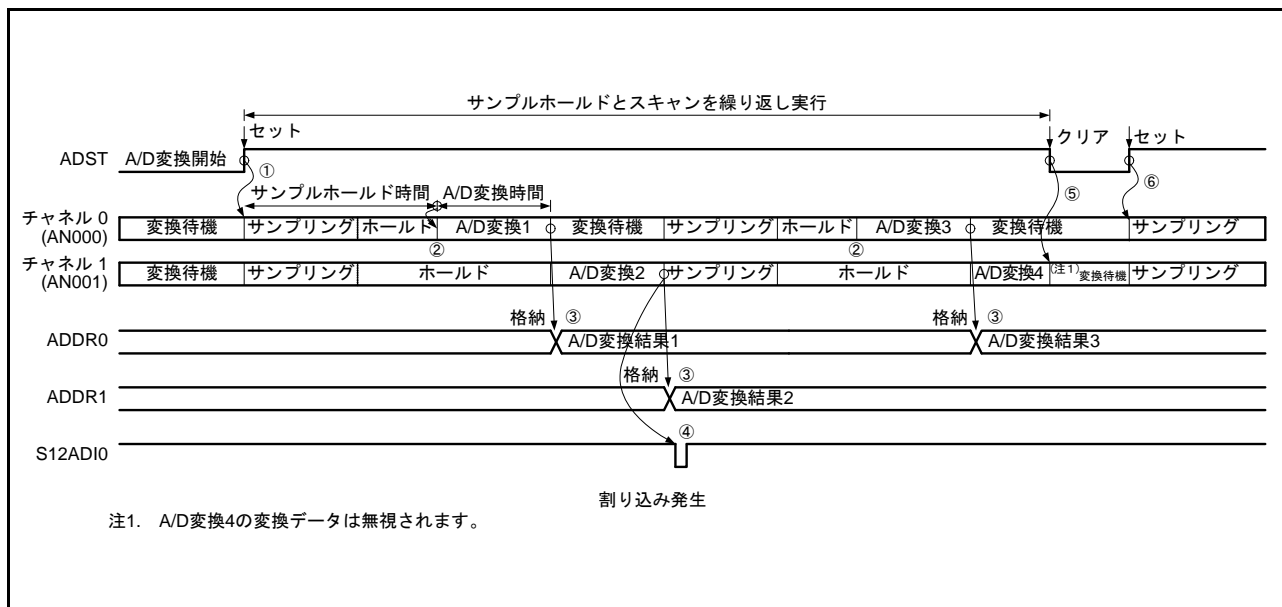 サンプルホールドとスキャンを繰り返し実行
セット
クリア
セット
ADST
A/D変換開始
①
⑤
⑥
サンプルホールド時間
A/D変換時間
チャネル 0
(AN000)
変換待機
サンプリング
ホールド
A/D変換1
変換待機
サンプリング
ホールド
A/D変換3
変換待機
サンプリング
②
②
チャネル 1
(AN001)
変換待機
サンプリング
ホールド
A/D変換2
サンプリング
ホールド
A/D変換4
(注1)
変換待機
サンプリング
格納
③
格納
③
ADDR0
A/D変換結果1
A/D変換結果3
格納
③
ADDR1
A/D変換結果2
④
S12ADI0
割り込み発生
注1. A/D変換4の変換データは無視されます。